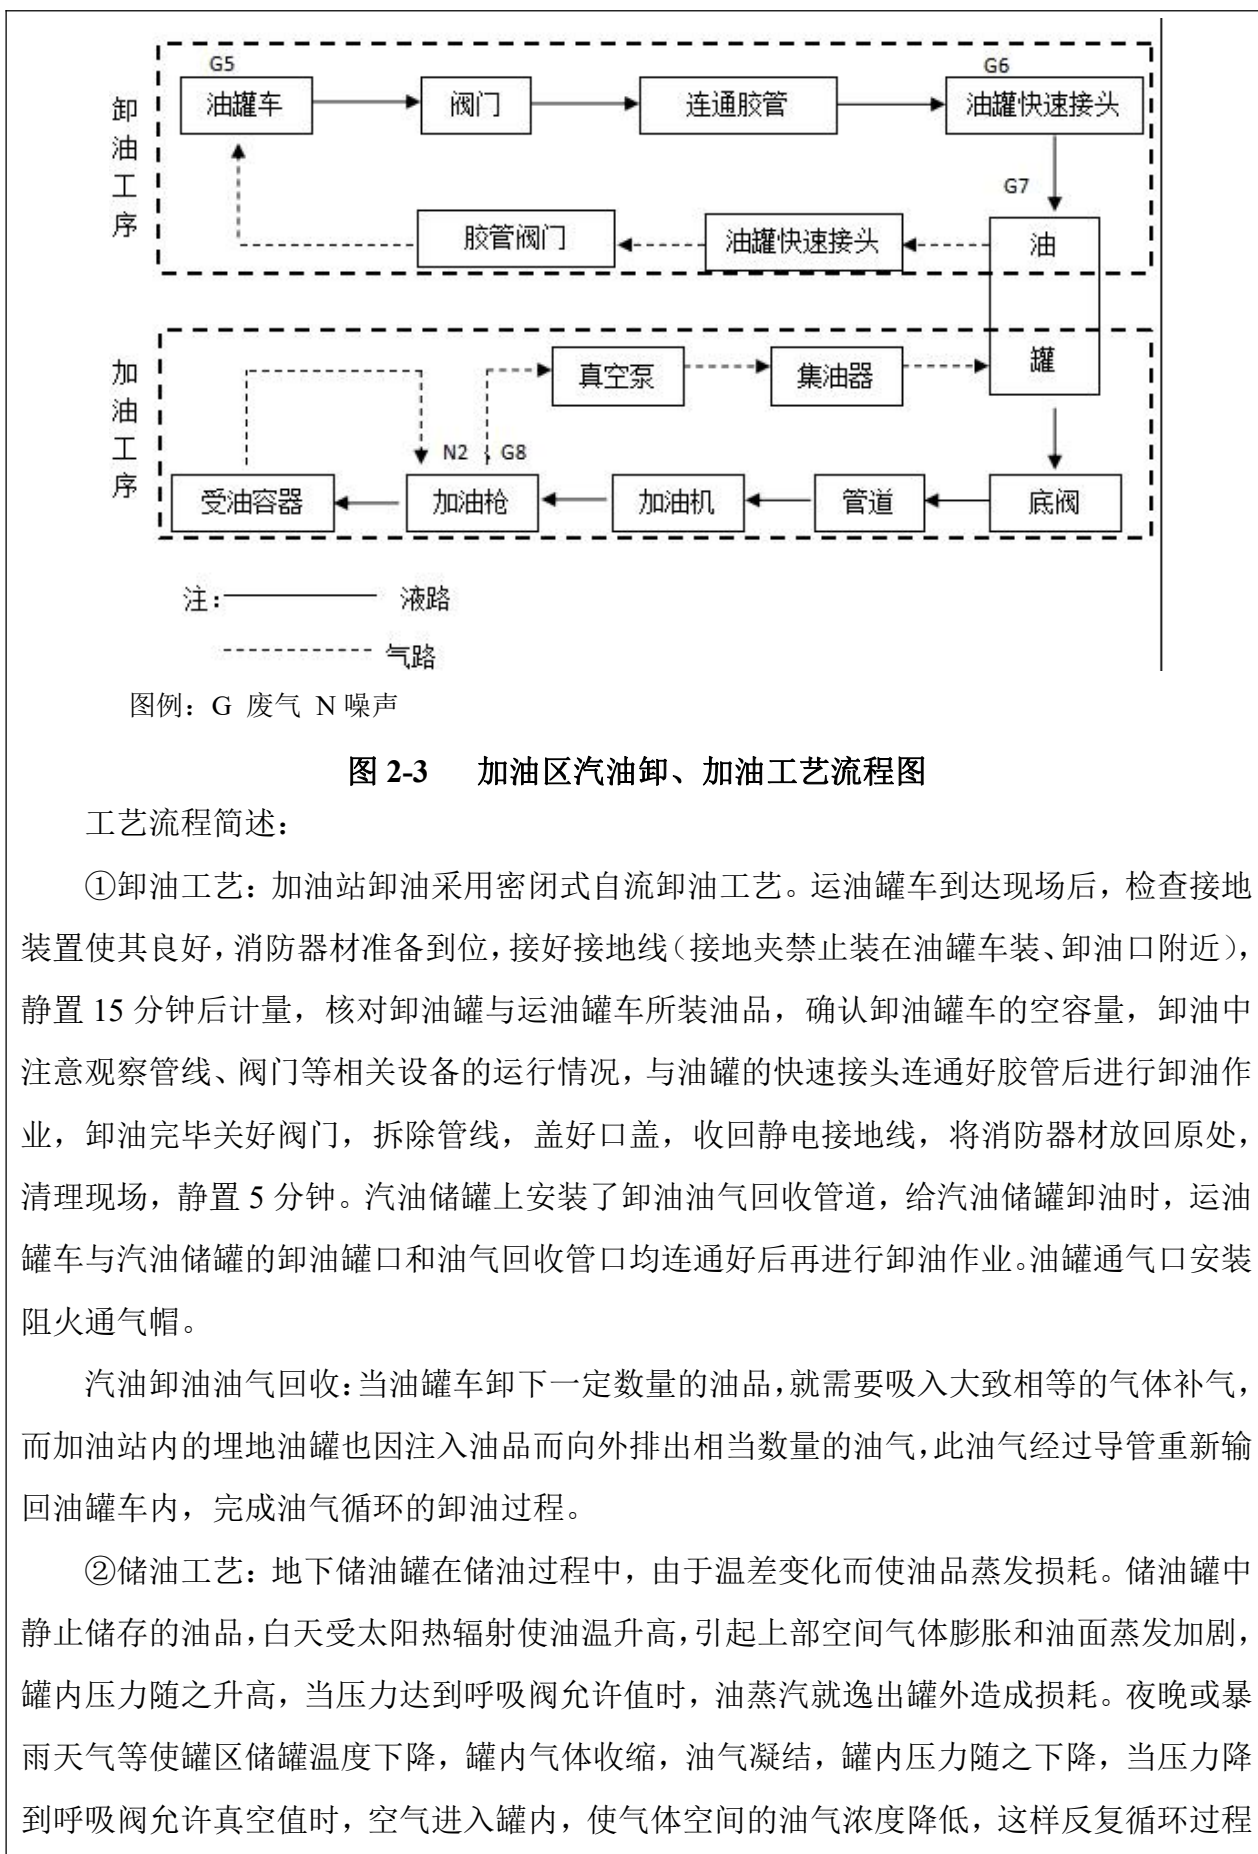 卸油工序
G5
G6
油罐车
阀门
连通胶管
油罐快速接头
G7
胶管阀门
油罐快速接头
油
加油工序
真空泵
集油器
罐
N2 G8
受油容器
加油枪
加油机
管道
底阀
注: 液路
气路
图例：G 废气 N 噪声
图 2-3 加油区汽油卸、加油工艺流程图
工艺流程简述：
①卸油工艺：加油站卸油采用密闭式自流卸油工艺。运油罐车到达现场后，检查接地
装置使其良好，消防器材准备到位，接好接地线（接地夹禁止装在油罐车装、卸油口附近），
静置 15 分钟后计量，核对卸油罐与运油罐车所装油品，确认卸油罐车的空容量，卸油中
注意观察管线、阀门等相关设备的运行情况，与油罐的快速接头连通好胶管后进行卸油作
业，卸油完毕关好阀门，拆除管线，盖好口盖，收回静电接地线，将消防器材放回原处，
清理现场，静置 5 分钟。汽油储罐上安装了卸油油气回收管道，给汽油储罐卸油时，运油
罐车与汽油储罐的卸油罐口和油气回收管口均连通好后再进行卸油作业。油罐通气口安装
阻火通气帽。
汽油卸油油气回收：当油罐车卸下一定数量的油品，就需要吸入大致相等的气体补气，
而加油站内的埋地油罐也因注入油品而向外排出相当数量的油气，此油气经过导管重新输
回油罐车内，完成油气循环的卸油过程。
②储油工艺：地下储油罐在储油过程中，由于温差变化而使油品蒸发损耗。储油罐中
静止储存的油品，白天受太阳热辐射使油温升高，引起上部空间气体膨胀和油面蒸发加剧，
罐内压力随之升高，当压力达到呼吸阀允许值时，油蒸汽就逸出罐外造成损耗。夜晚或暴
雨天气等使罐区储罐温度下降，罐内气体收缩，油气凝结，罐内压力随之下降，当压力降
到呼吸阀允许真空值时，空气进入罐内，使气体空间的油气浓度降低，这样反复循环过程